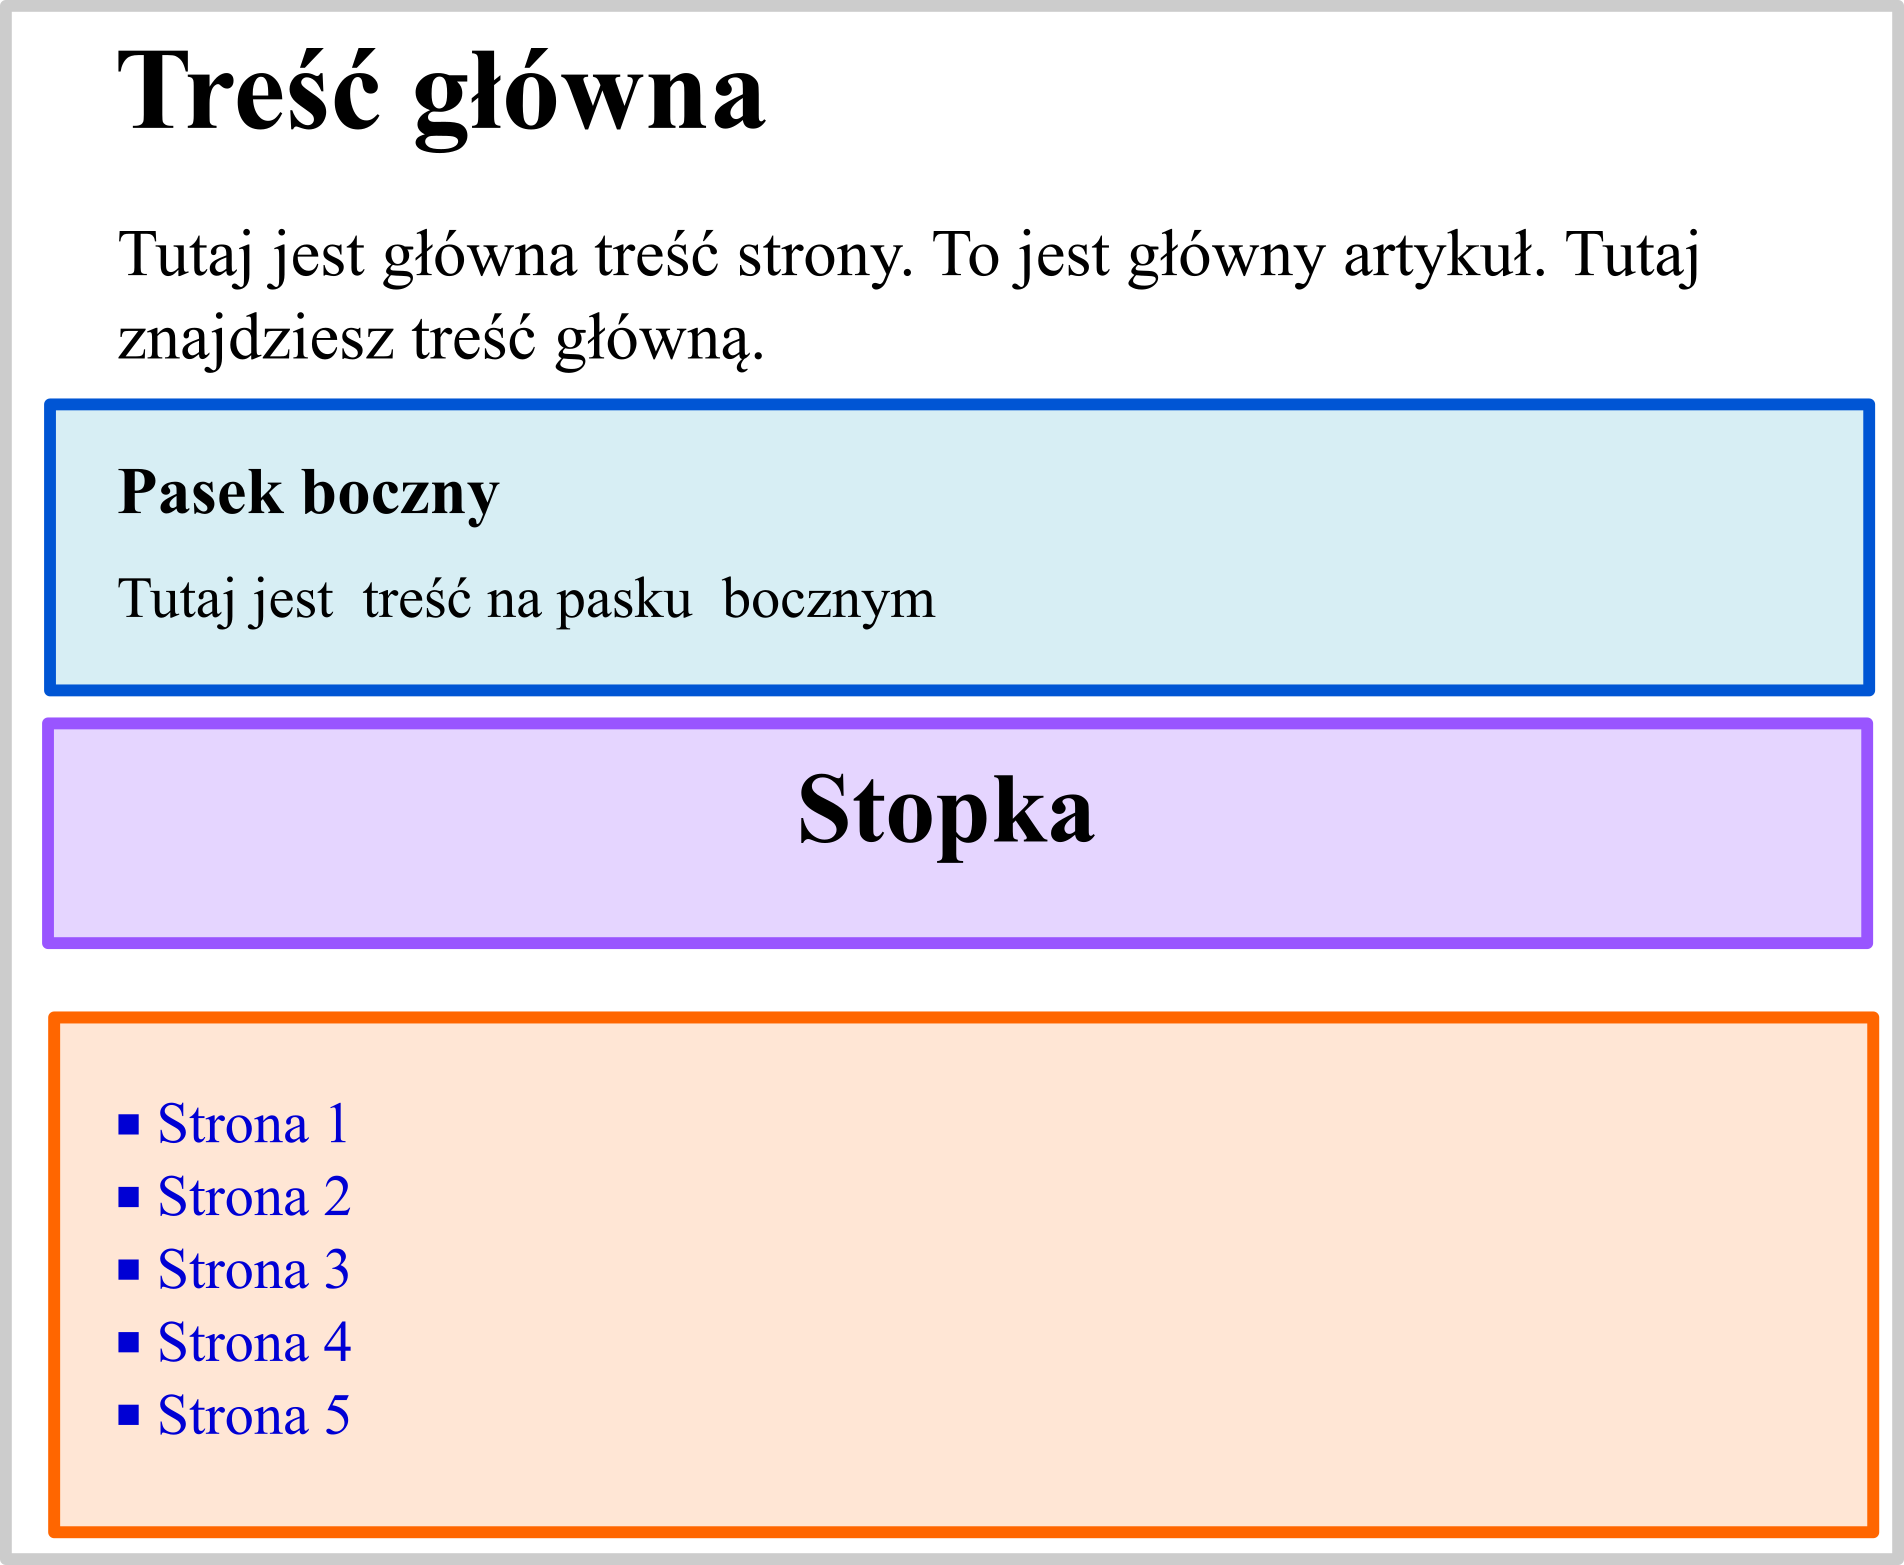 Treść główna
Tutaj jest główna treść strony. To jest główny artykuł. Tutaj
znajdziesz treść główną.
Pasek boczny
Tutaj jest  treść na pasku  bocznym
Stopka
▪ Strona 1
▪ Strona 2
▪ Strona 3
▪ Strona 4
▪ Strona 5